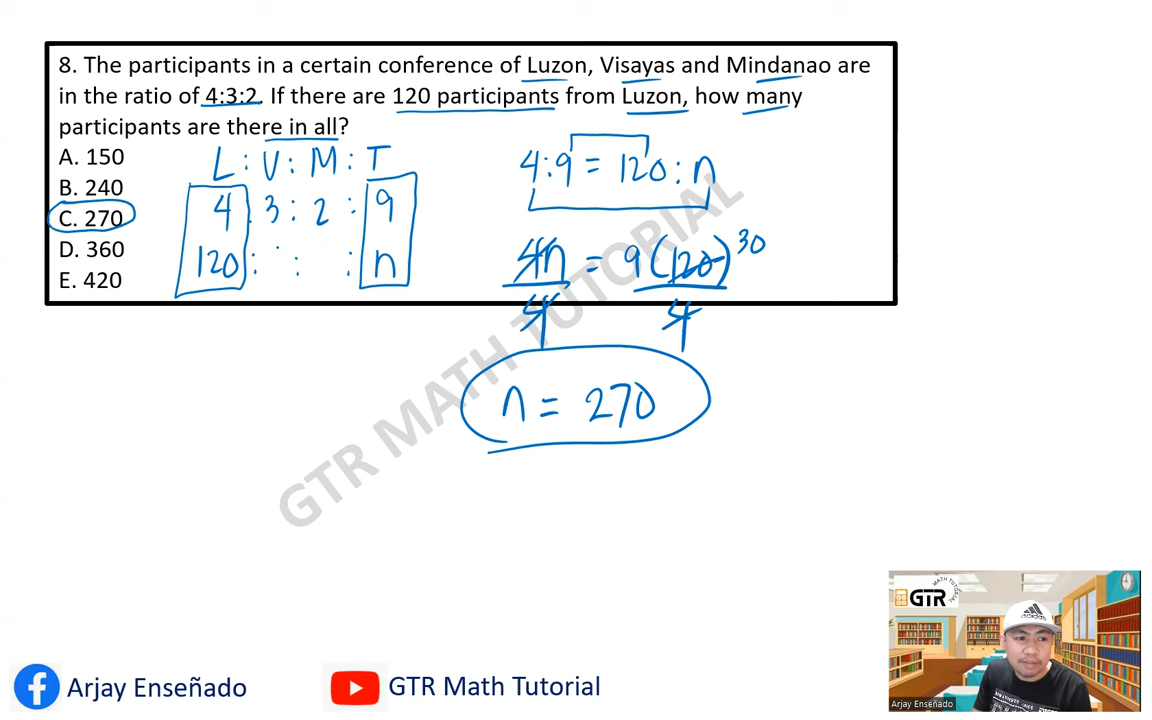 8. The participants in a certain conference of Luzon, Visayas and Mindanao are
in the ratio of 4:3:2. If there are 120 participants from Luzon, how many
participants are there in all?
A. 150
B. 240
C. 270
D. 360
E. 420
L : V : M : T
4 : 3 : 2 : 9
120 : : : n
4:9 = 120:n
4n = 9(120) 30
4 4
n = 270
GTR MATH TUTORIAL
MATH TUTORIAL
GTR
adidas
Arjay Enseñado
Arjay Enseñado
GTR Math Tutorial